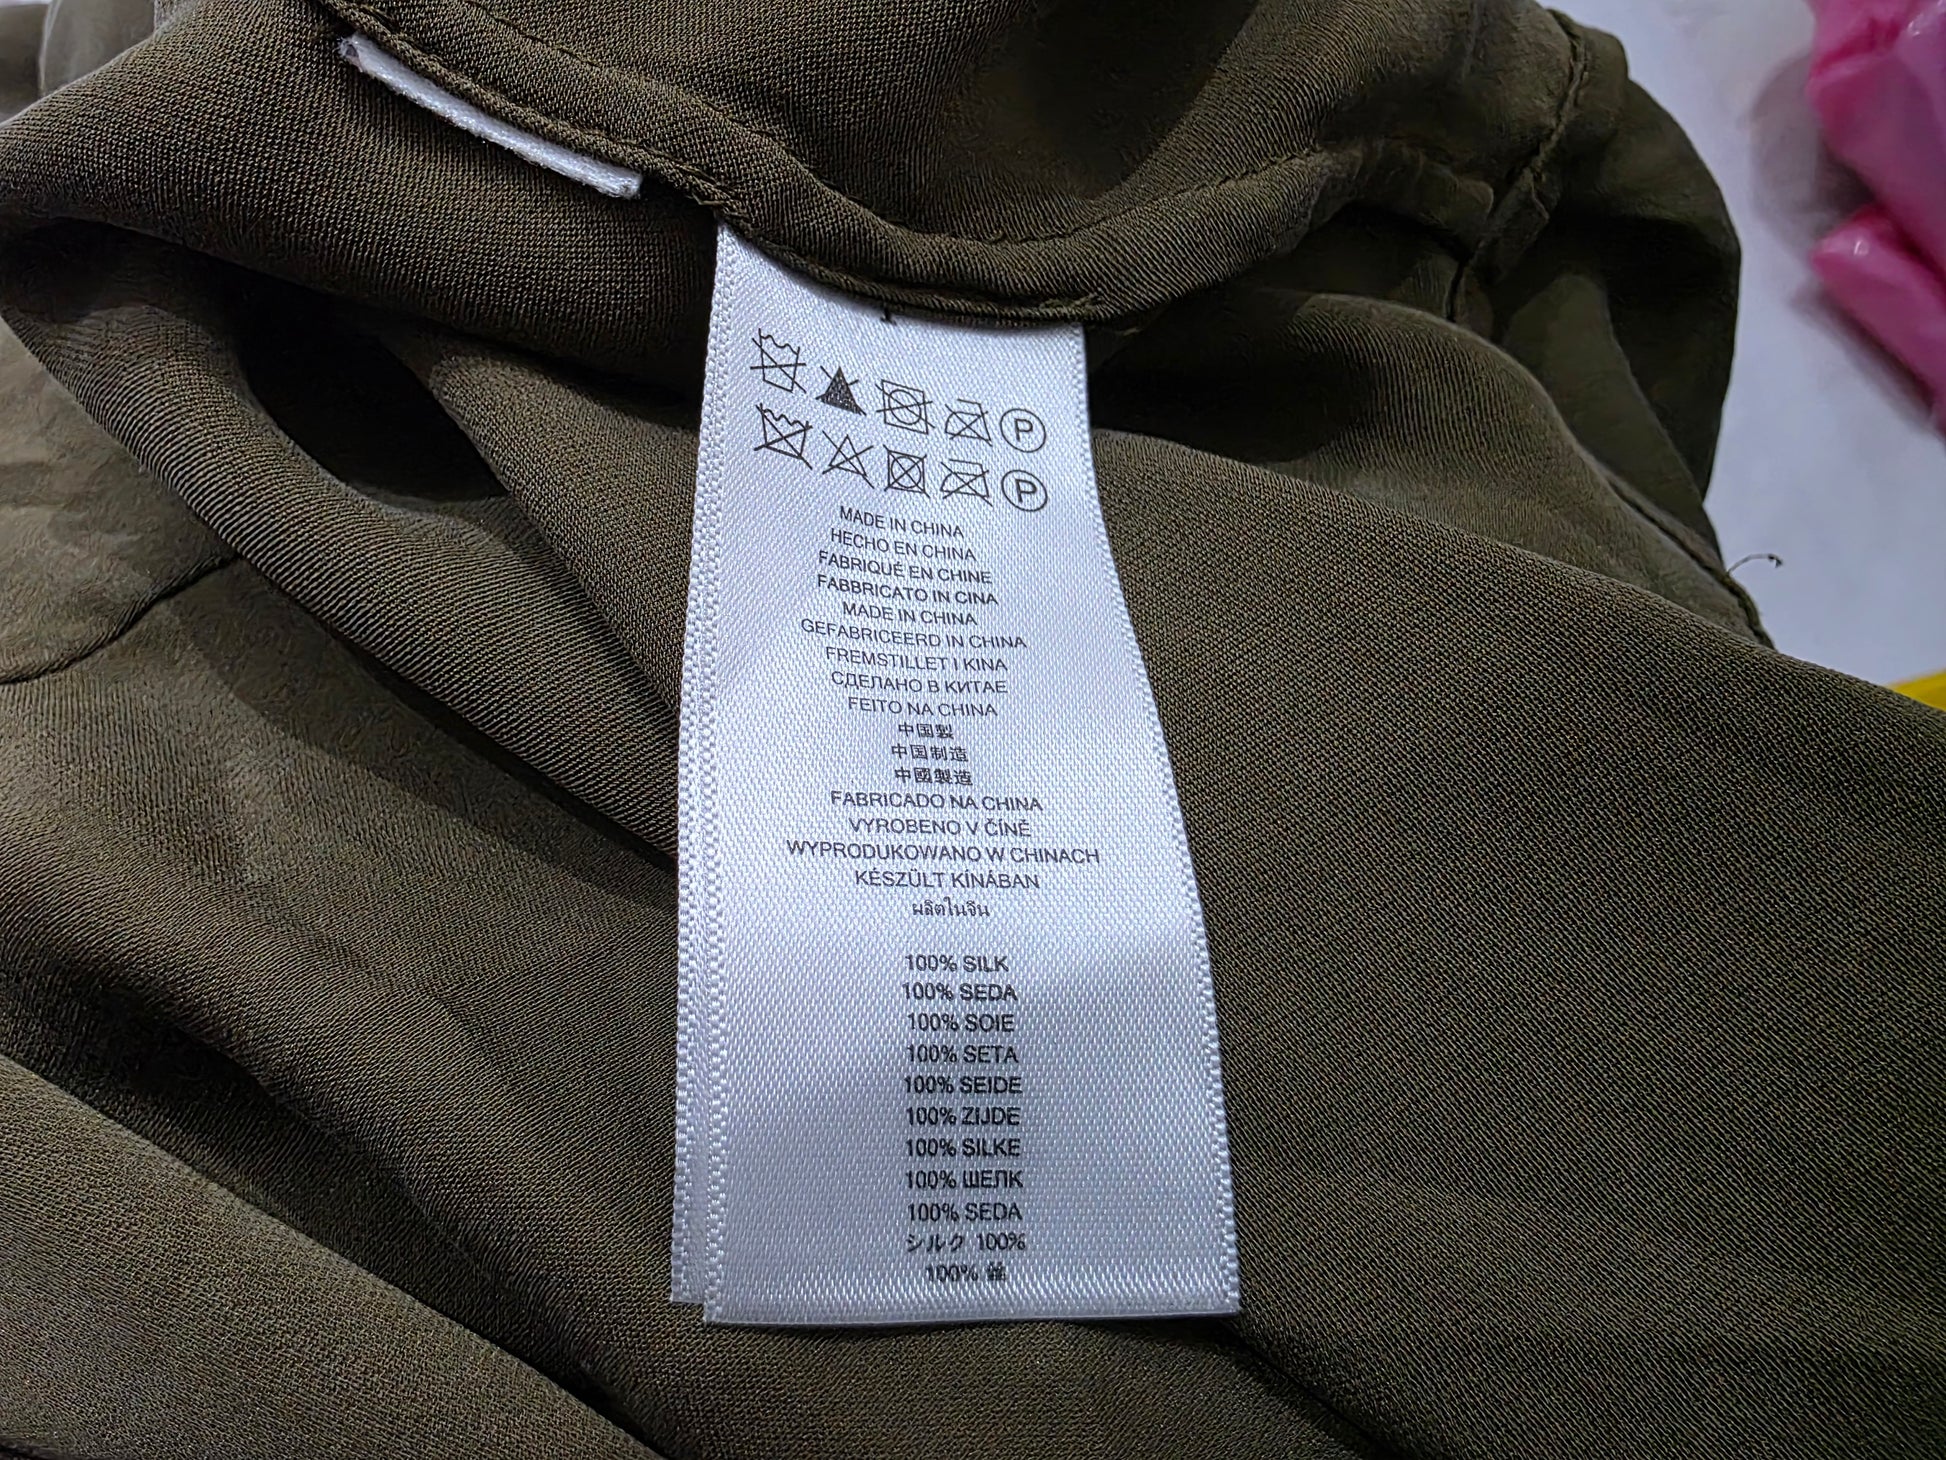 P
P
MADE IN CHINA
HECHO EN CHINA
FABRIQUÉ EN CHINE
FABBRICATO IN CINA
MADE IN CHINA
GEFABRICEERD IN CHINA
FREMSTILLET I KINA
СДЕЛАНО В КИТАЕ
FEITO NA CHINA
中国製
中国制造
中國製造
FABRICADO NA CHINA
VYROBENO V ČÍNĚ
WYPRODUKOWANO W CHINACH
KÉSZÜLT KÍNÁBAN
ผลิตในจีน
100% SILK
100% SEDA
100% SOIE
100% SETA
100% SEIDE
100% ZIJDE
100% SILKE
100% ШЕЛК
100% SEDA
シルク 100%
100%